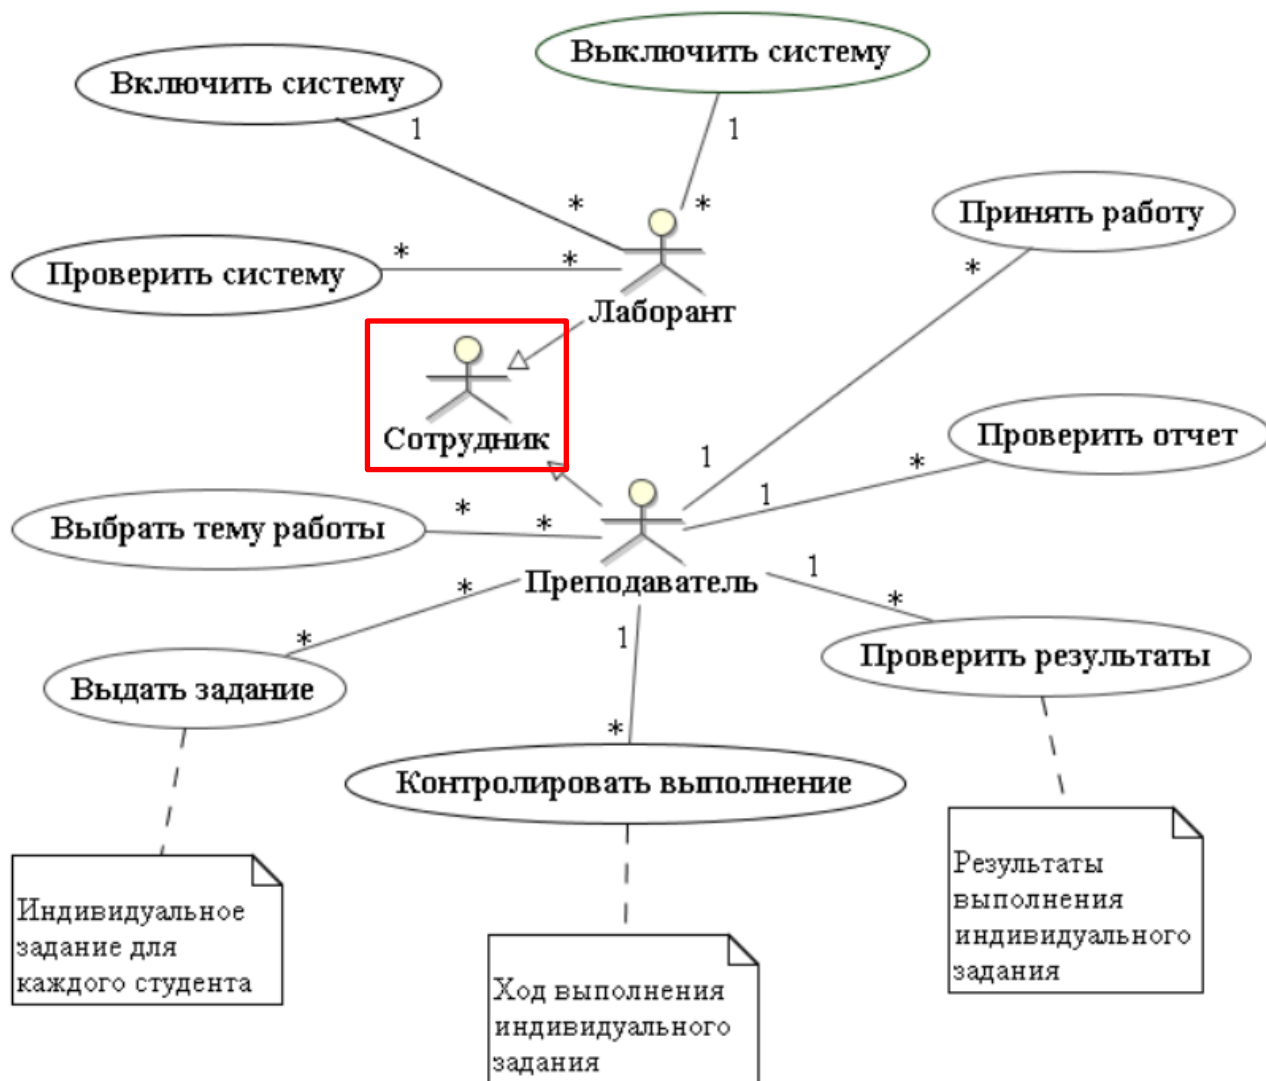 Выключить систему
Включить систему
1
1
*
*
Принять работу
*
*
*
Проверить систему
Лаборант
Сотрудник
Проверить отчет
1
*
1
*
*
Выбрать тему работы
Преподаватель
1
*
*
*
1
Проверить результаты
Выдать задание
*
Контролировать выполнение
Индивидуальное
задание для
каждого студента
Результаты
выполнения
индивидуального
задания
Ход выполнения
индивидуального
задания